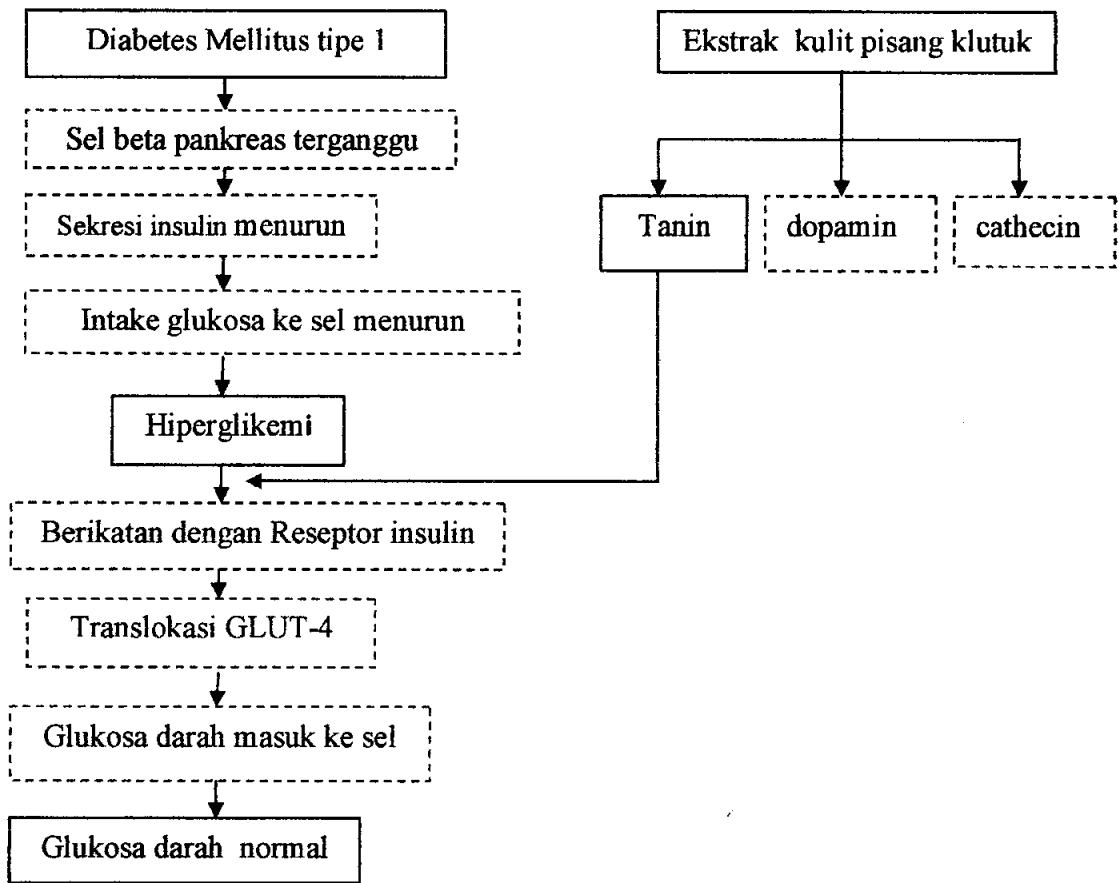 Diabetes Mellitus tipe 1
Sel beta pankreas terganggu
Sekresi insulin menurun
Intake glukosa ke sel menurun
Hiperglikemi
Berikatan dengan Reseptor insulin
Translokasi GLUT-4
Glukosa darah masuk ke sel
Glukosa darah normal
Ekstrak kulit pisang klutuk
Tanin
dopamin
cathecin